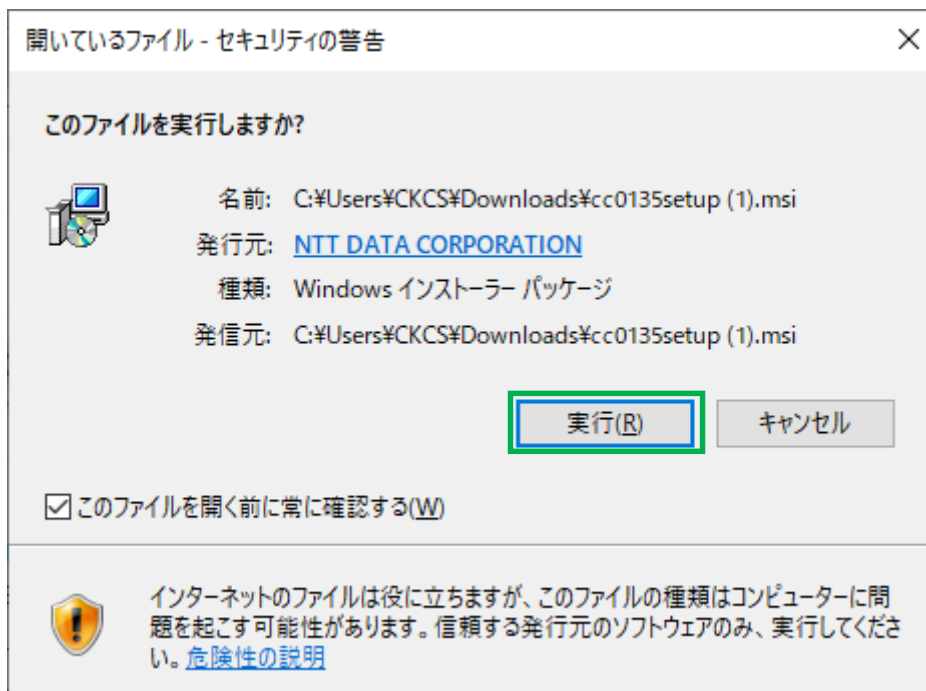 開いているファイル - セキュリティの警告
このファイルを実行しますか?
名前: C:¥Users¥CKCS¥Downloads¥cc0135setup (1).msi
発行元: NTT DATA CORPORATION
種類: Windows インストーラー パッケージ
発信元: C:¥Users¥CKCS¥Downloads¥cc0135setup (1).msi
実行(R) キャンセル
このファイルを開く前に常に確認する(W)
インターネットのファイルは役に立ちますが、このファイルの種類はコンピューターに問
題を起こす可能性があります。信頼する発行元のソフトウェアのみ、実行してくださ
い。危険性の説明